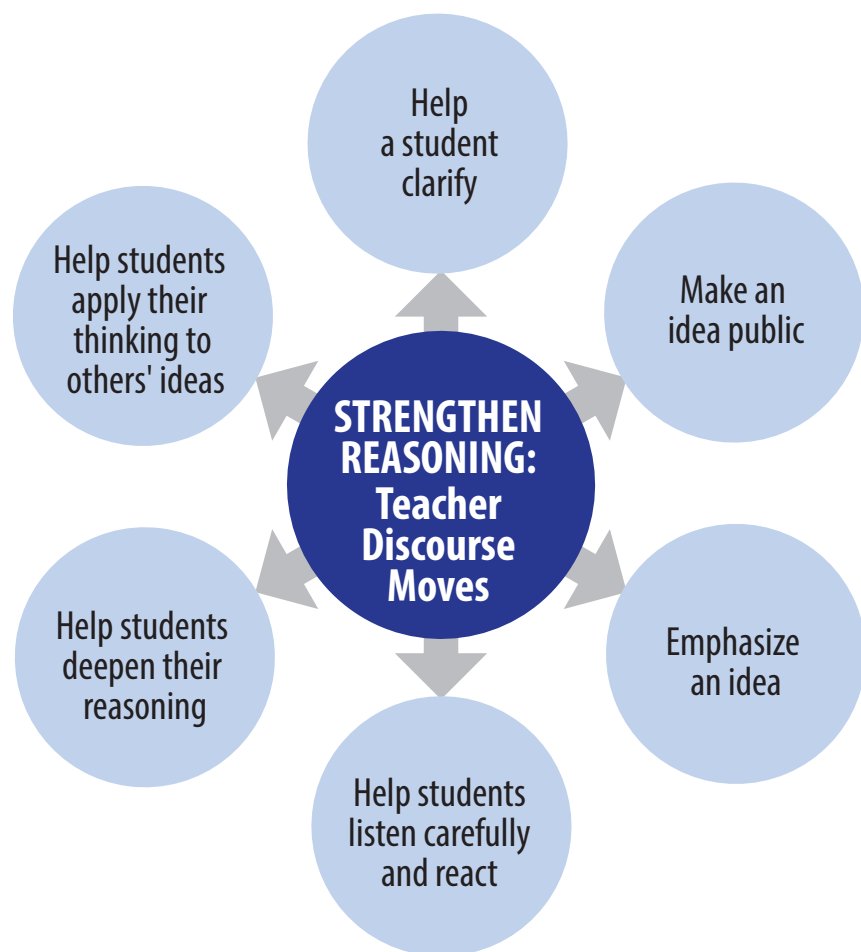 Help
a student
clarify
Make an
idea public
Emphasize
an idea
Help students
listen carefully
and react
Help students
deepen their
reasoning
Help students
apply their
thinking to
others' ideas
STRENGTHEN
REASONING:
Teacher
Discourse
Moves